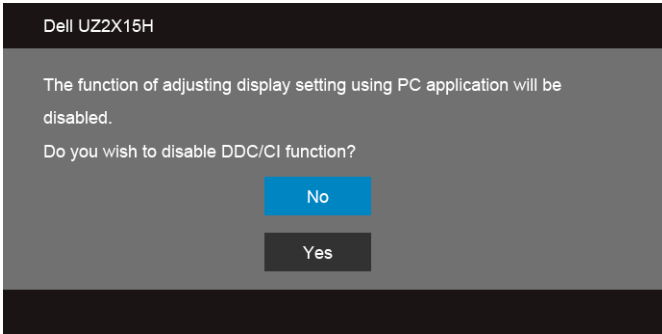 Dell UZ2X15H
The function of adjusting display setting using PC application will be
disabled.
Do you wish to disable DDC/CI function?
No
Yes